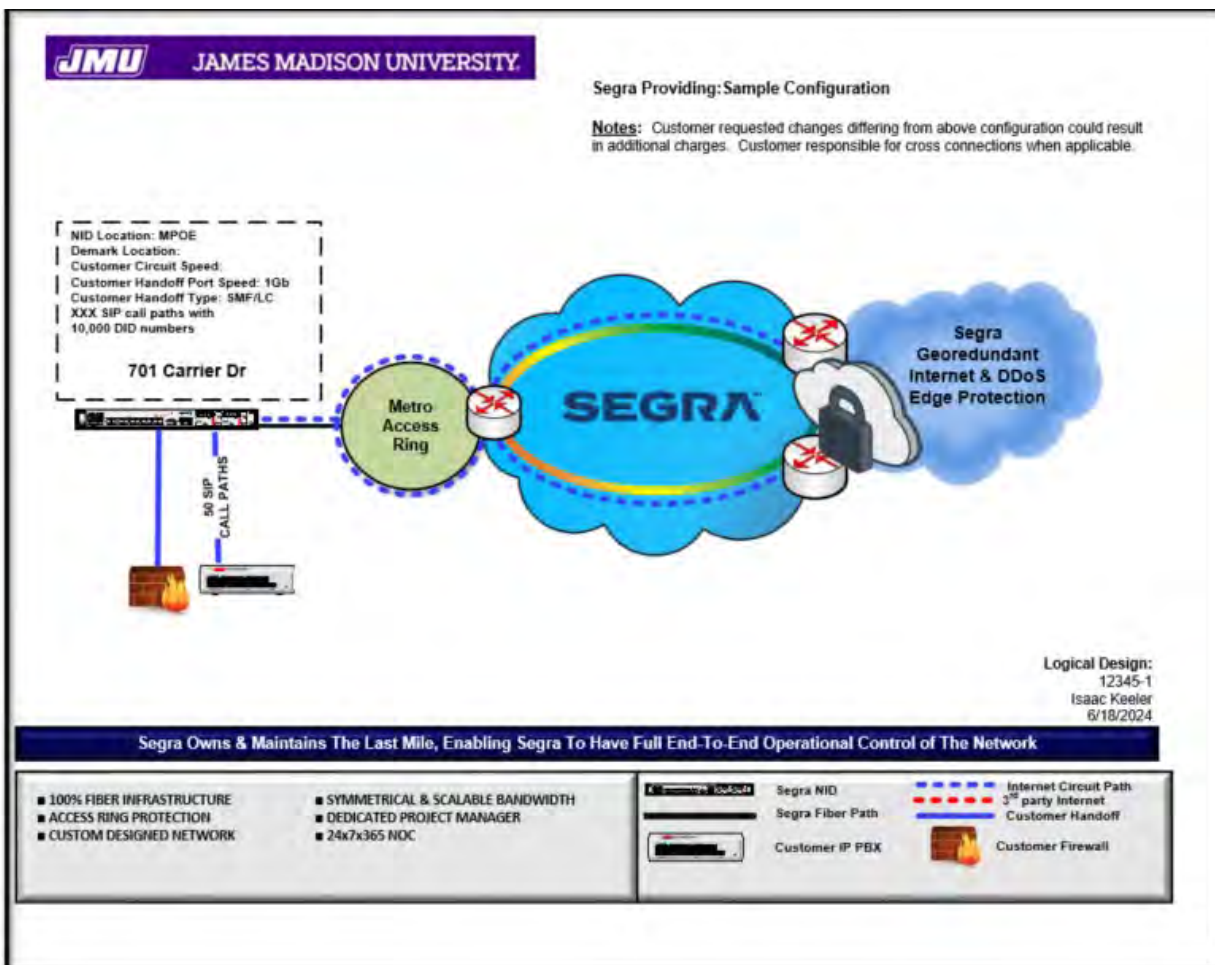 JMU JAMES MADISON UNIVERSITY.
Segra Providing:Sample Configuration
Notes: Customer requested changes differing from above configuration could result
in additional charges. Customer responsible for cross connections when applicable.
NID Location: MPOE
Demark Location:
Customer Circuit Speed:
Customer Handoff Port Speed: 1Gb
Customer Handoff Type: SMF/LC
XXX SIP call paths with
10,000 DID numbers
701 Carrier Dr
Metro
Access
Ring
SEGRA
Segra
Georedundant
Internet & DDoS
Edge Protection
50 SIP
CALL PATHS
Logical Design:
12345-1
Isaac Keeler
6/18/2024
Segra Owns & Maintains The Last Mile, Enabling Segra To Have Full End-To-End Operational Control of The Network
■ 100% FIBER INFRASTRUCTURE
■ ACCESS RING PROTECTION
■ CUSTOM DESIGNED NETWORK
■ SYMMETRICAL & SCALABLE BANDWIDTH
■ DEDICATED PROJECT MANAGER
■ 24x7x365 NOC
Segra NID
Segra Fiber Path
Customer IP PBX
Internet Circuit Path
3rd party Internet
Customer Handoff
Customer Firewall